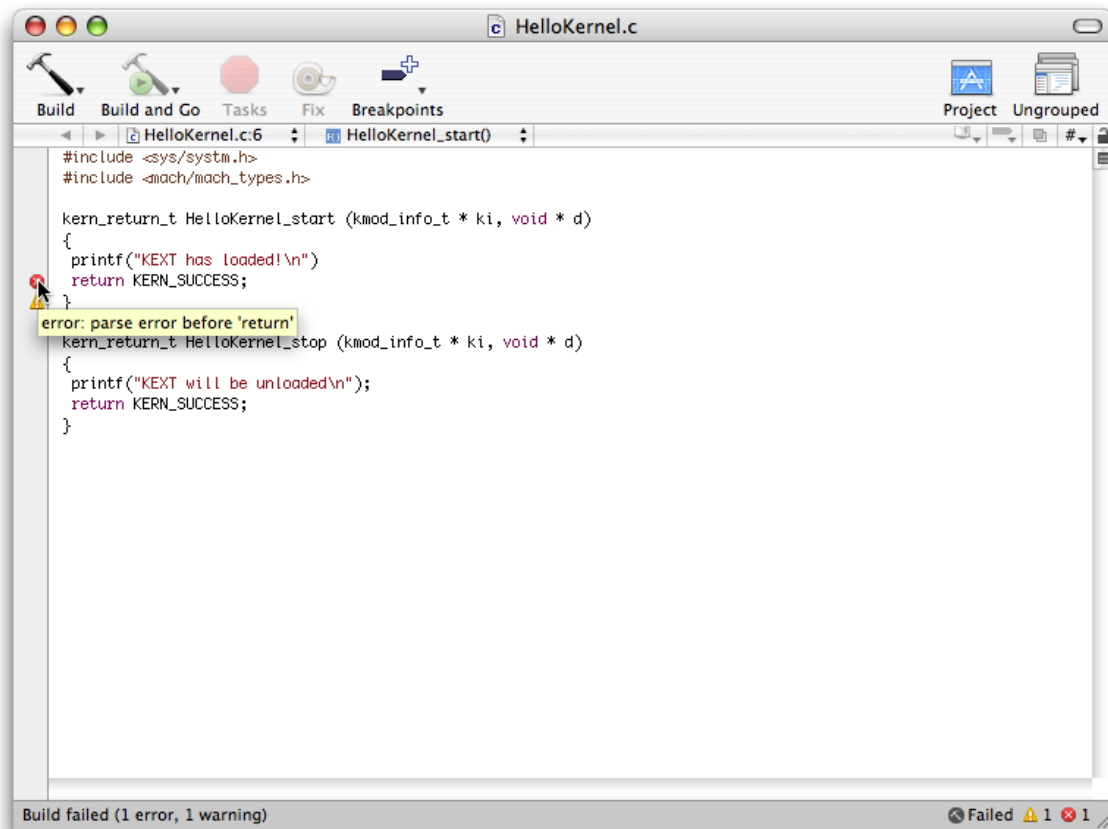 HelloKernel.c
Build Build and Go Tasks Fix Breakpoints Project Ungrouped
HelloKernel.c:6 HelloKernel_start() #
#include <sys/systm.h>
#include <mach/mach_types.h>
kern_return_t HelloKernel_start (kmod_info_t * ki, void * d)
{
printf("KEXT has loaded!\n")
return KERN_SUCCESS;
}
error: parse error before 'return'
kern_return_t HelloKernel_stop (kmod_info_t * ki, void * d)
{
printf("KEXT will be unloaded\n");
return KERN_SUCCESS;
}
Build failed (1 error, 1 warning) Failed 1 1